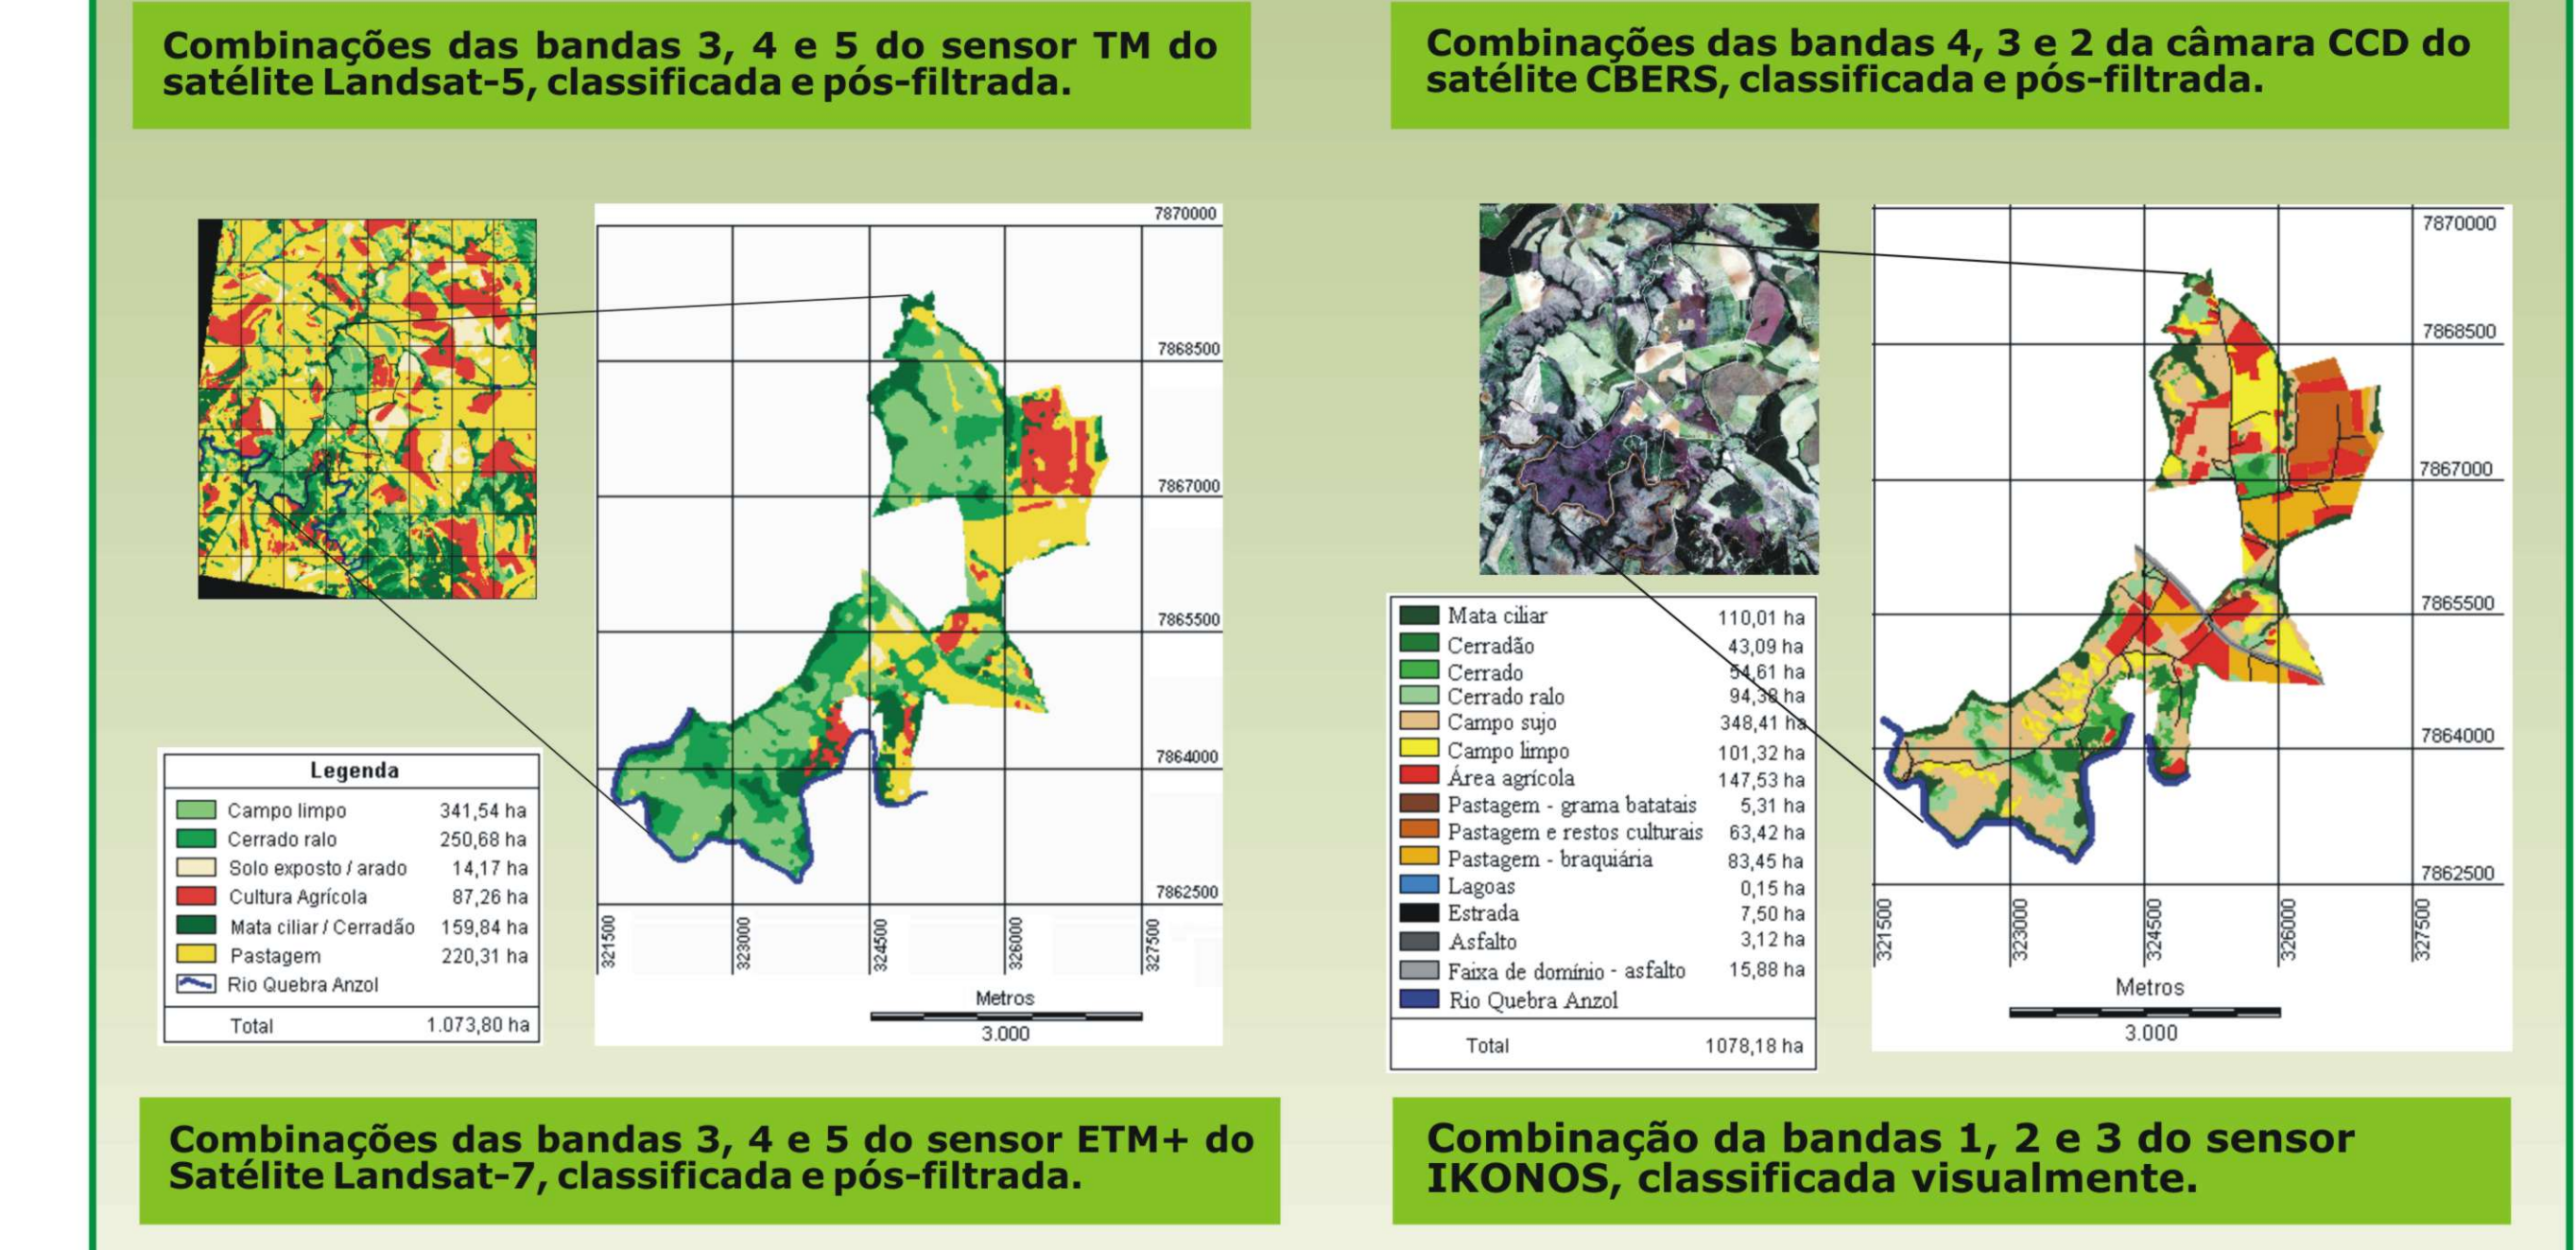 Combinações das bandas 3, 4 e 5 do sensor TM do
satélite Landsat-5, classificada e pós-filtrada.
Combinações das bandas 4, 3 e 2 da câmara CCD do
satélite CBERS, classificada e pós-filtrada.
7870000
7868500
7867000
7865500
7864000
7862500
321500
323000
324500
326000
327500
Metros
3.000
Legenda
Campo limpo 341,54 ha
Cerrado ralo 250,68 ha
Solo exposto / arado 14,17 ha
Cultura Agrícola 87,26 ha
Mata ciliar / Cerradão 159,84 ha
Pastagem 220,31 ha
Rio Quebra Anzol
Total 1.073,80 ha
7870000
7868500
7867000
7865500
7864000
7862500
321500
323000
324500
326000
327500
Metros
3.000
Mata ciliar 110,01 ha
Cerradão 43,09 ha
Cerrado 54,61 ha
Cerrado ralo 94,38 ha
Campo sujo 348,41 ha
Campo limpo 101,32 ha
Área agrícola 147,53 ha
Pastagem - grama batatais 5,31 ha
Pastagem e restos culturais 63,42 ha
Pastagem - braquiária 83,45 ha
Lagoas 0,15 ha
Estrada 7,50 ha
Asfalto 3,12 ha
Faixa de domínio - asfalto 15,88 ha
Rio Quebra Anzol
Total 1078,18 ha
Combinações das bandas 3, 4 e 5 do sensor ETM+ do
Satélite Landsat-7, classificada e pós-filtrada.
Combinação da bandas 1, 2 e 3 do sensor
IKONOS, classificada visualmente.